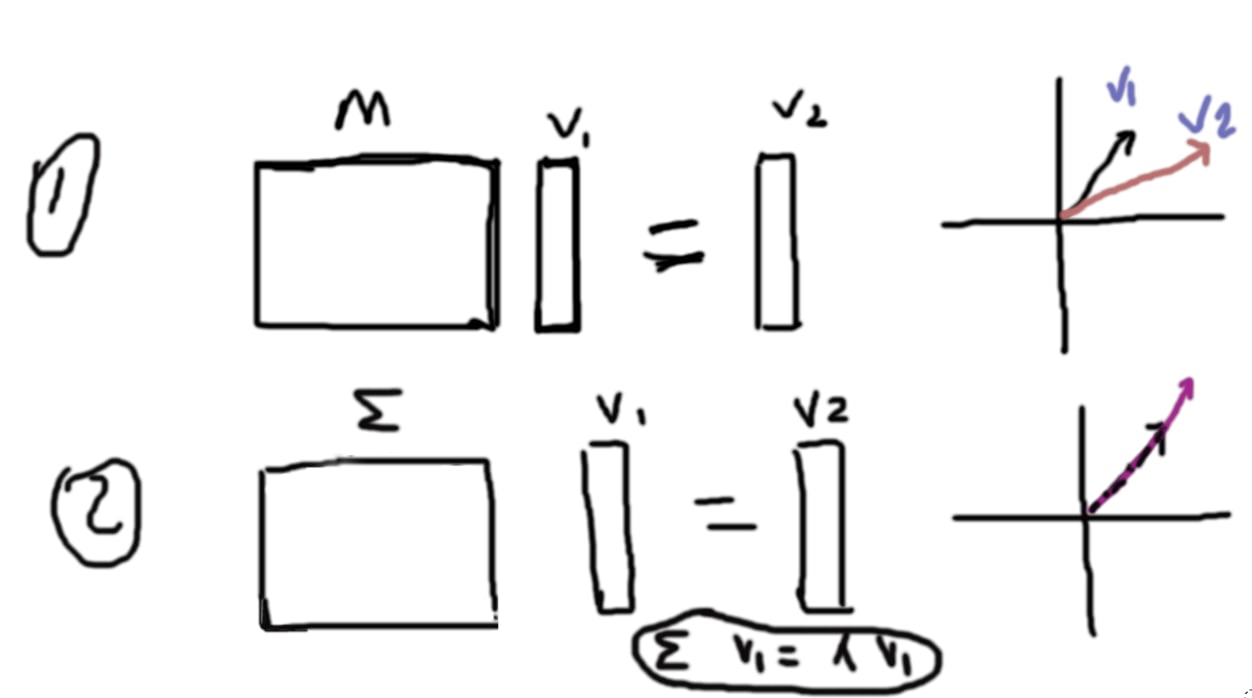 M V₁ V₂ V₁ V₂
1 =
Σ V₁ V2
2 =
Σ V₁ = λ V₁